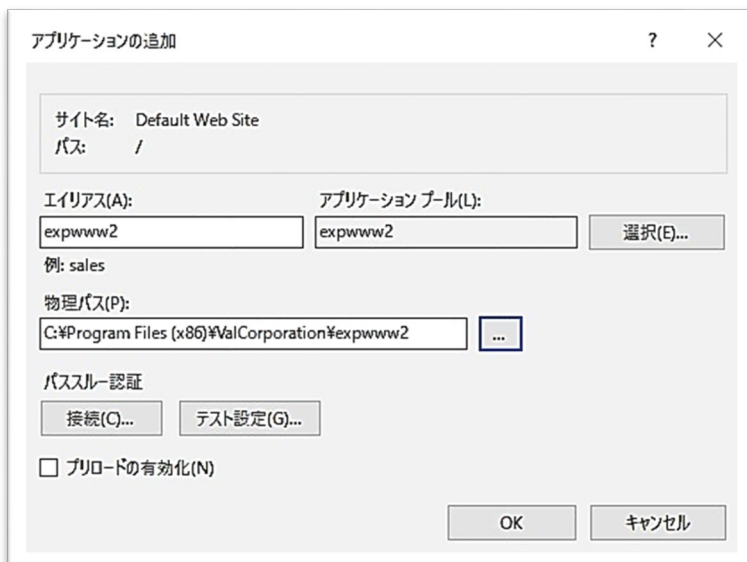 アプリケーションの追加 ? ×
サイト名: Default Web Site
パス: /
エイリアス(A): アプリケーション プール(L):
expwww2 expwww2 選択(E)...
例: sales
物理パス(P):
C:¥Program Files (x86)¥ValCorporation¥expwww2 ...
パススルー認証
接続(C)... テスト設定(G)...
プリロードの有効化(N)
OK キャンセル